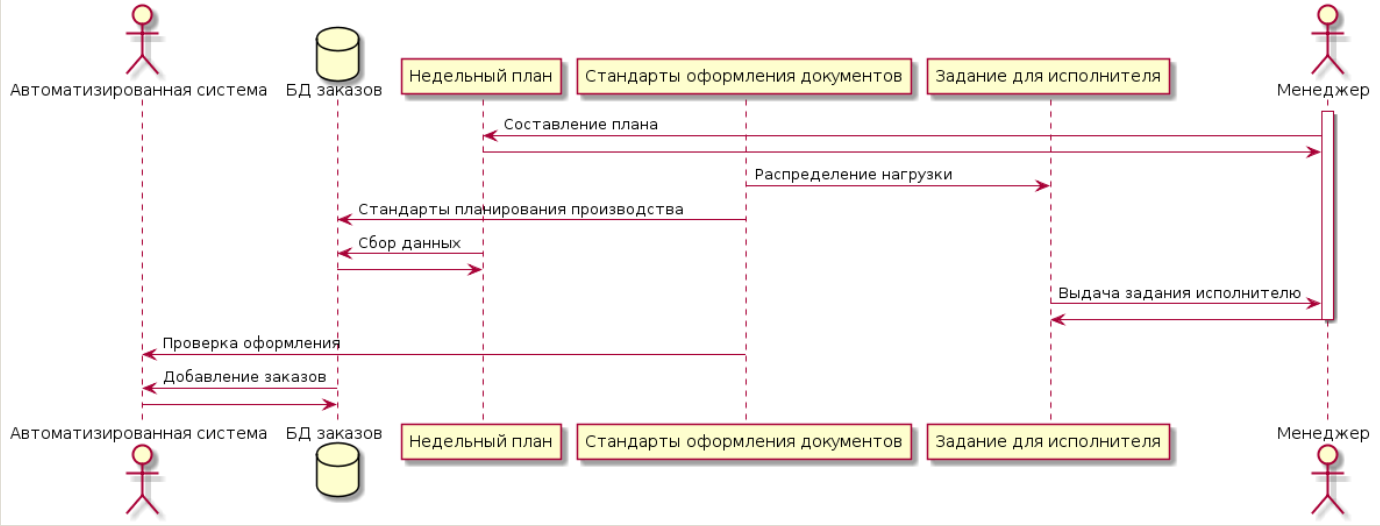 Автоматизированная система
БД заказов
Недельный план
Стандарты оформления документов
Задание для исполнителя
Менеджер
Составление плана
Распределение нагрузки
Стандарты планирования производства
Сбор данных
Выдача задания исполнителю
Проверка оформления
Добавление заказов
Автоматизированная система
БД заказов
Недельный план
Стандарты оформления документов
Задание для исполнителя
Менеджер